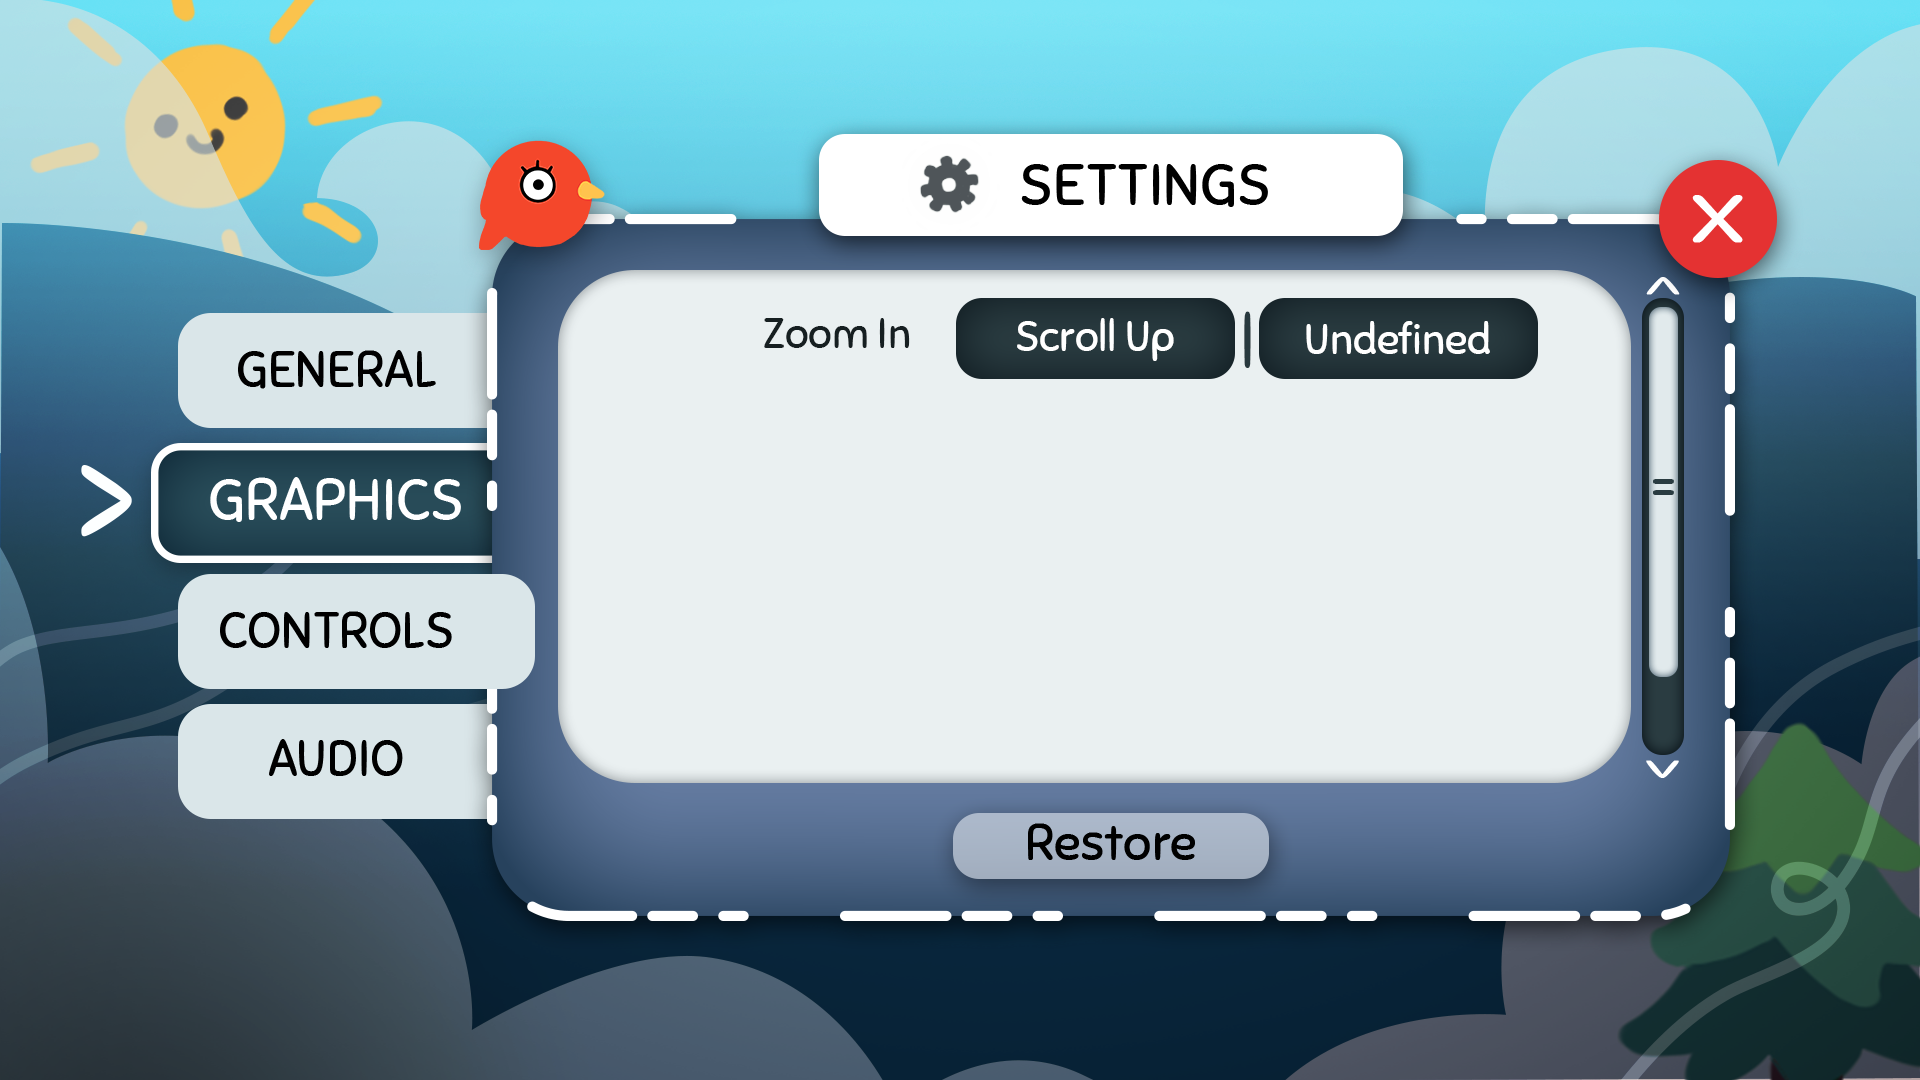 SETTINGS
Zoom In Scroll Up Undefined
GENERAL
GRAPHICS
CONTROLS
AUDIO
Restore